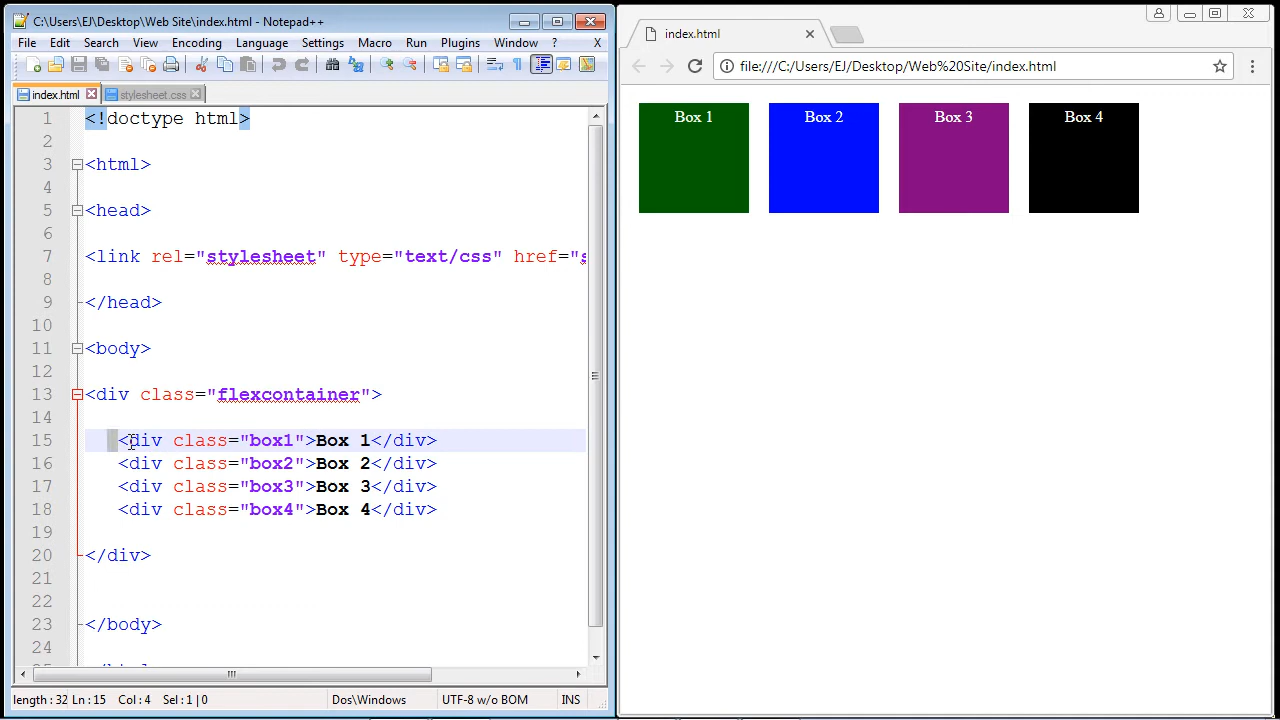 C:\Users\EJ\Desktop\Web Site\index.html - Notepad++
File Edit Search View Encoding Language Settings Macro Run Plugins Window ? X
index.html stylesheet.css
1 <!doctype html>
2
3 <html>
4
5 <head>
6
7 <link rel="stylesheet" type="text/css" href="s
8
9 </head>
10
11 <body>
12
13 <div class="flexcontainer">
14
15 <div class="box1">Box 1</div>
16 <div class="box2">Box 2</div>
17 <div class="box3">Box 3</div>
18 <div class="box4">Box 4</div>
19
20 </div>
21
22
23 </body>
24
length : 32 Ln : 15 Col : 4 Sel : 1 | 0 Dos\Windows UTF-8 w/o BOM INS
index.html
file:///C:/Users/EJ/Desktop/Web%20Site/index.html
Box 1 Box 2 Box 3 Box 4